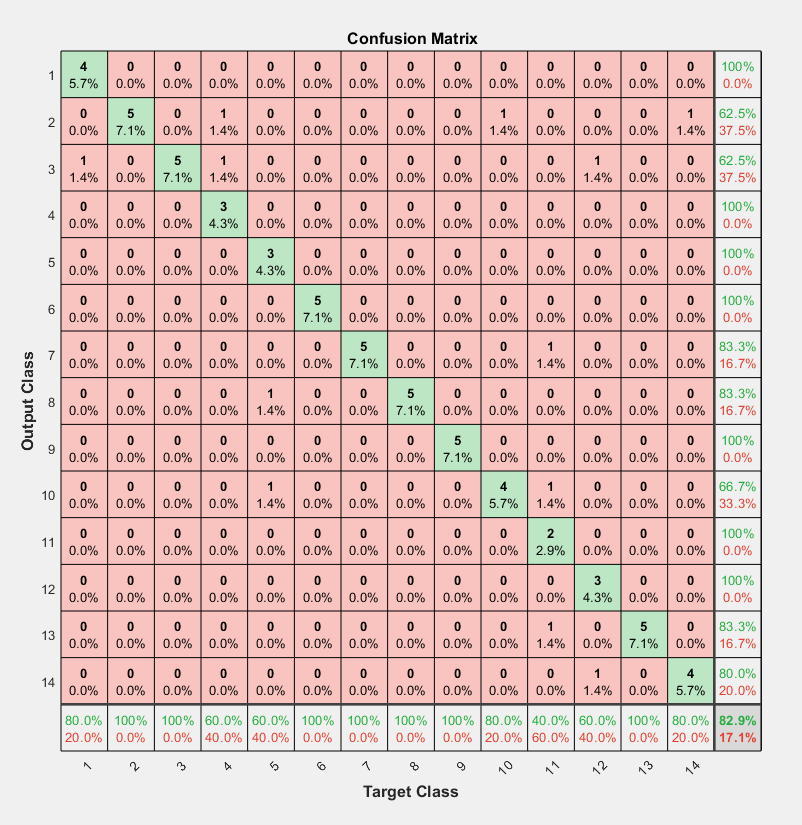 Confusion Matrix
4 0 0 0 0 0 0 0 0 0 0 0 0 0 100%
1
5.7% 0.0% 0.0% 0.0% 0.0% 0.0% 0.0% 0.0% 0.0% 0.0% 0.0% 0.0% 0.0% 0.0% 0.0%
0 5 0 1 0 0 0 0 0 1 0 0 0 1 62.5%
2
0.0% 7.1% 0.0% 1.4% 0.0% 0.0% 0.0% 0.0% 0.0% 1.4% 0.0% 0.0% 0.0% 1.4% 37.5%
1 0 5 1 0 0 0 0 0 0 0 1 0 0 62.5%
3
1.4% 0.0% 7.1% 1.4% 0.0% 0.0% 0.0% 0.0% 0.0% 0.0% 0.0% 1.4% 0.0% 0.0% 37.5%
0 0 0 3 0 0 0 0 0 0 0 0 0 0 100%
4
0.0% 0.0% 0.0% 4.3% 0.0% 0.0% 0.0% 0.0% 0.0% 0.0% 0.0% 0.0% 0.0% 0.0% 0.0%
0 0 0 0 3 0 0 0 0 0 0 0 0 0 100%
5
0.0% 0.0% 0.0% 0.0% 4.3% 0.0% 0.0% 0.0% 0.0% 0.0% 0.0% 0.0% 0.0% 0.0% 0.0%
0 0 0 0 0 5 0 0 0 0 0 0 0 0 100%
6
0.0% 0.0% 0.0% 0.0% 0.0% 7.1% 0.0% 0.0% 0.0% 0.0% 0.0% 0.0% 0.0% 0.0% 0.0%
0 0 0 0 0 0 5 0 0 0 1 0 0 0 83.3%
7
0.0% 0.0% 0.0% 0.0% 0.0% 0.0% 7.1% 0.0% 0.0% 0.0% 1.4% 0.0% 0.0% 0.0% 16.7%
0 0 0 0 1 0 0 5 0 0 0 0 0 0 83.3%
8
0.0% 0.0% 0.0% 0.0% 1.4% 0.0% 0.0% 7.1% 0.0% 0.0% 0.0% 0.0% 0.0% 0.0% 16.7%
0 0 0 0 0 0 0 0 5 0 0 0 0 0 100%
9
0.0% 0.0% 0.0% 0.0% 0.0% 0.0% 0.0% 0.0% 7.1% 0.0% 0.0% 0.0% 0.0% 0.0% 0.0%
0 0 0 0 1 0 0 0 0 4 1 0 0 0 66.7%
10
0.0% 0.0% 0.0% 0.0% 1.4% 0.0% 0.0% 0.0% 0.0% 5.7% 1.4% 0.0% 0.0% 0.0% 33.3%
0 0 0 0 0 0 0 0 0 0 2 0 0 0 100%
11
0.0% 0.0% 0.0% 0.0% 0.0% 0.0% 0.0% 0.0% 0.0% 0.0% 2.9% 0.0% 0.0% 0.0% 0.0%
0 0 0 0 0 0 0 0 0 0 0 3 0 0 100%
12
0.0% 0.0% 0.0% 0.0% 0.0% 0.0% 0.0% 0.0% 0.0% 0.0% 0.0% 4.3% 0.0% 0.0% 0.0%
0 0 0 0 0 0 0 0 0 0 1 0 5 0 83.3%
13
0.0% 0.0% 0.0% 0.0% 0.0% 0.0% 0.0% 0.0% 0.0% 0.0% 1.4% 0.0% 7.1% 0.0% 16.7%
0 0 0 0 0 0 0 0 0 0 0 1 0 4 80.0%
14
0.0% 0.0% 0.0% 0.0% 0.0% 0.0% 0.0% 0.0% 0.0% 0.0% 0.0% 1.4% 0.0% 5.7% 20.0%
80.0% 100% 100% 60.0% 60.0% 100% 100% 100% 100% 80.0% 40.0% 60.0% 100% 80.0% 82.9%
20.0% 0.0% 0.0% 40.0% 40.0% 0.0% 0.0% 0.0% 0.0% 20.0% 60.0% 40.0% 0.0% 20.0% 17.1%
1 2 3 4 5 6 7 8 9 10 11 12 13 14
Target Class
Output Class